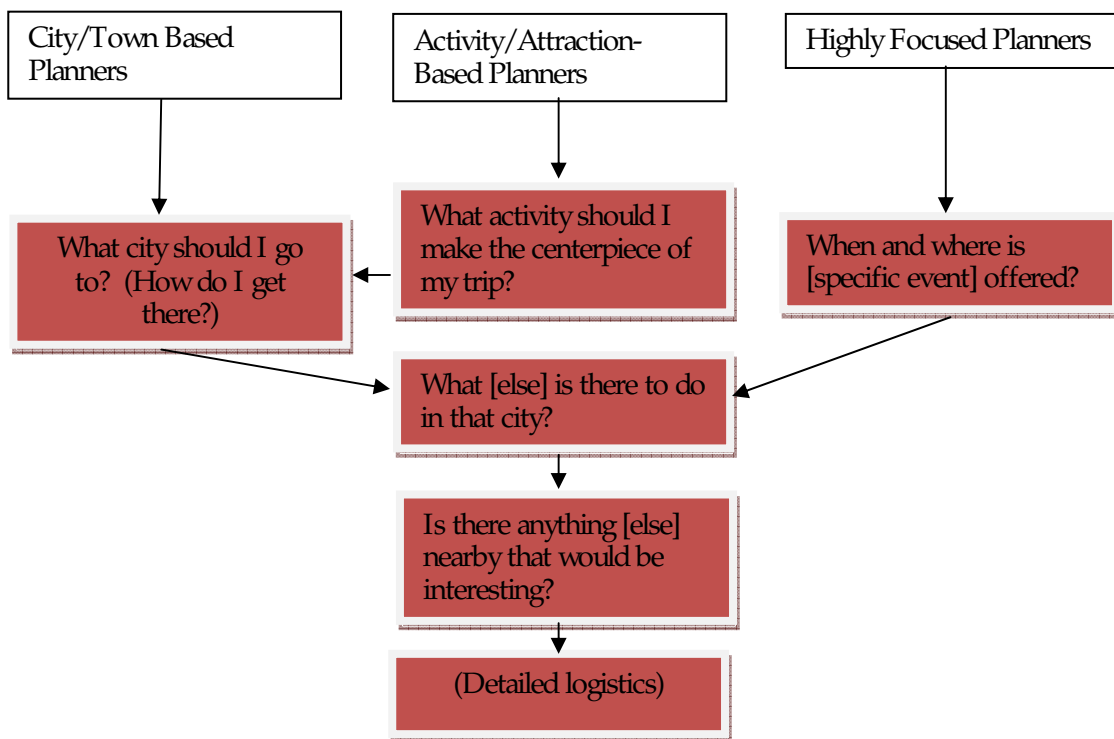 City/Town Based
Planners
Activity/Attraction-
Based Planners
Highly Focused Planners
What city should I go
to?  (How do I get
there?)
What activity should I
make the centerpiece of
my trip?
When and where is
[specific event] offered?
What [else] is there to do
in that city?
Is there anything [else]
nearby that would be
interesting?
(Detailed logistics)